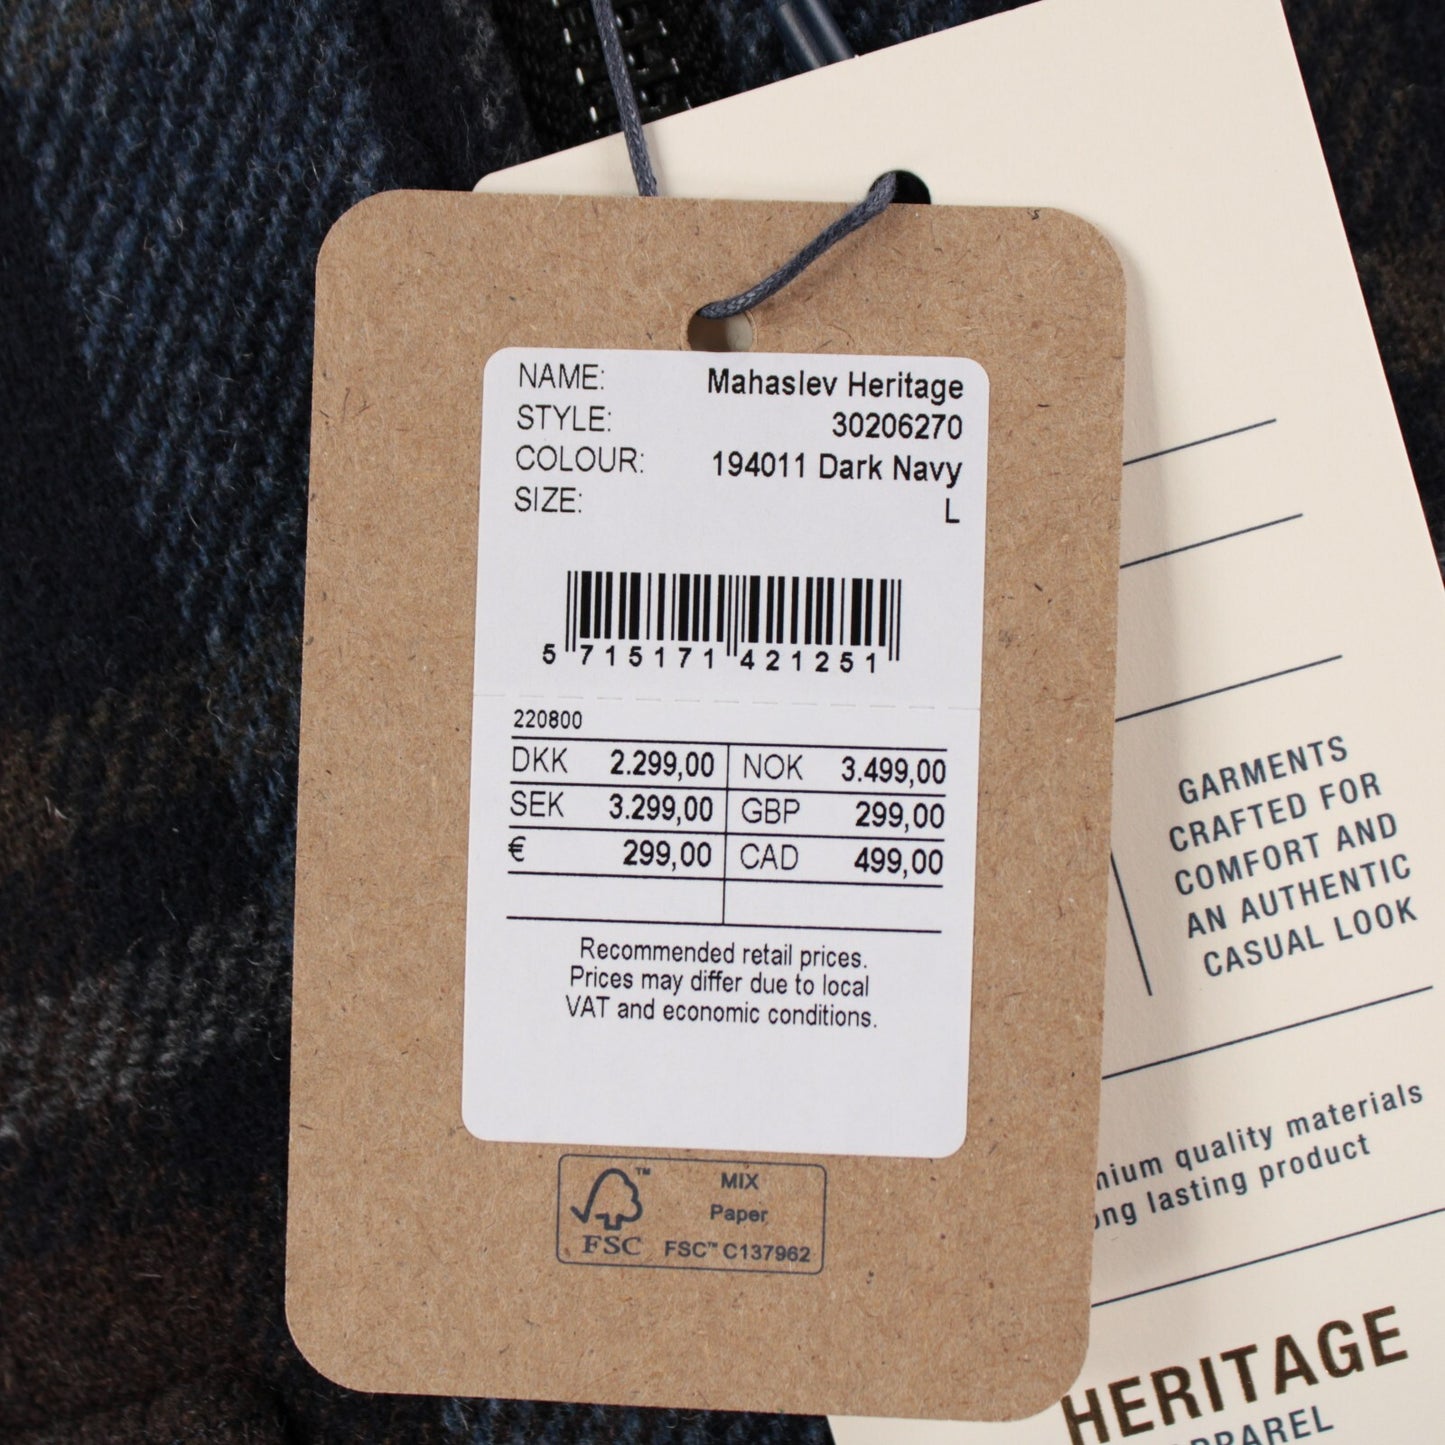 NAME: Mahaslev Heritage
STYLE: 30206270
COLOUR: 194011 Dark Navy
SIZE: L
5 715171 421251
220800
DKK 2.299,00 NOK 3.499,00
SEK 3.299,00 GBP 299,00
€ 299,00 CAD 499,00
Recommended retail prices.
Prices may differ due to local
VAT and economic conditions.
FSC™
MIX
Paper
FSC™ C137962
GARMENTS
CRAFTED FOR
COMFORT AND
AN AUTHENTIC
CASUAL LOOK
quality materials
lasting product
HERITAGE